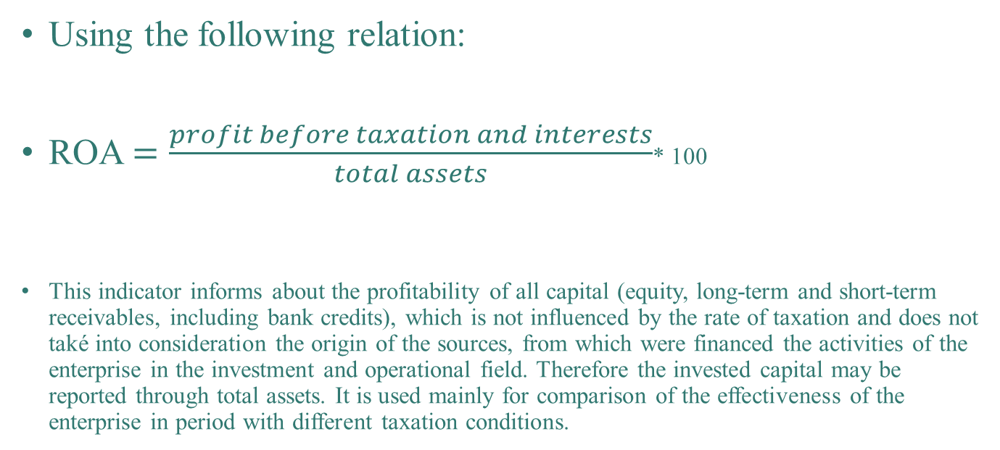 • Using the following relation:
• ROA = profit before taxation and interests / total assets * 100
• This indicator informs about the profitability of all capital (equity, long-term and short-term
receivables, including bank credits), which is not influenced by the rate of taxation and does not
také into consideration the origin of the sources, from which were financed the activities of the
enterprise in the investment and operational field. Therefore the invested capital may be
reported through total assets. It is used mainly for comparison of the effectiveness of the
enterprise in period with different taxation conditions.